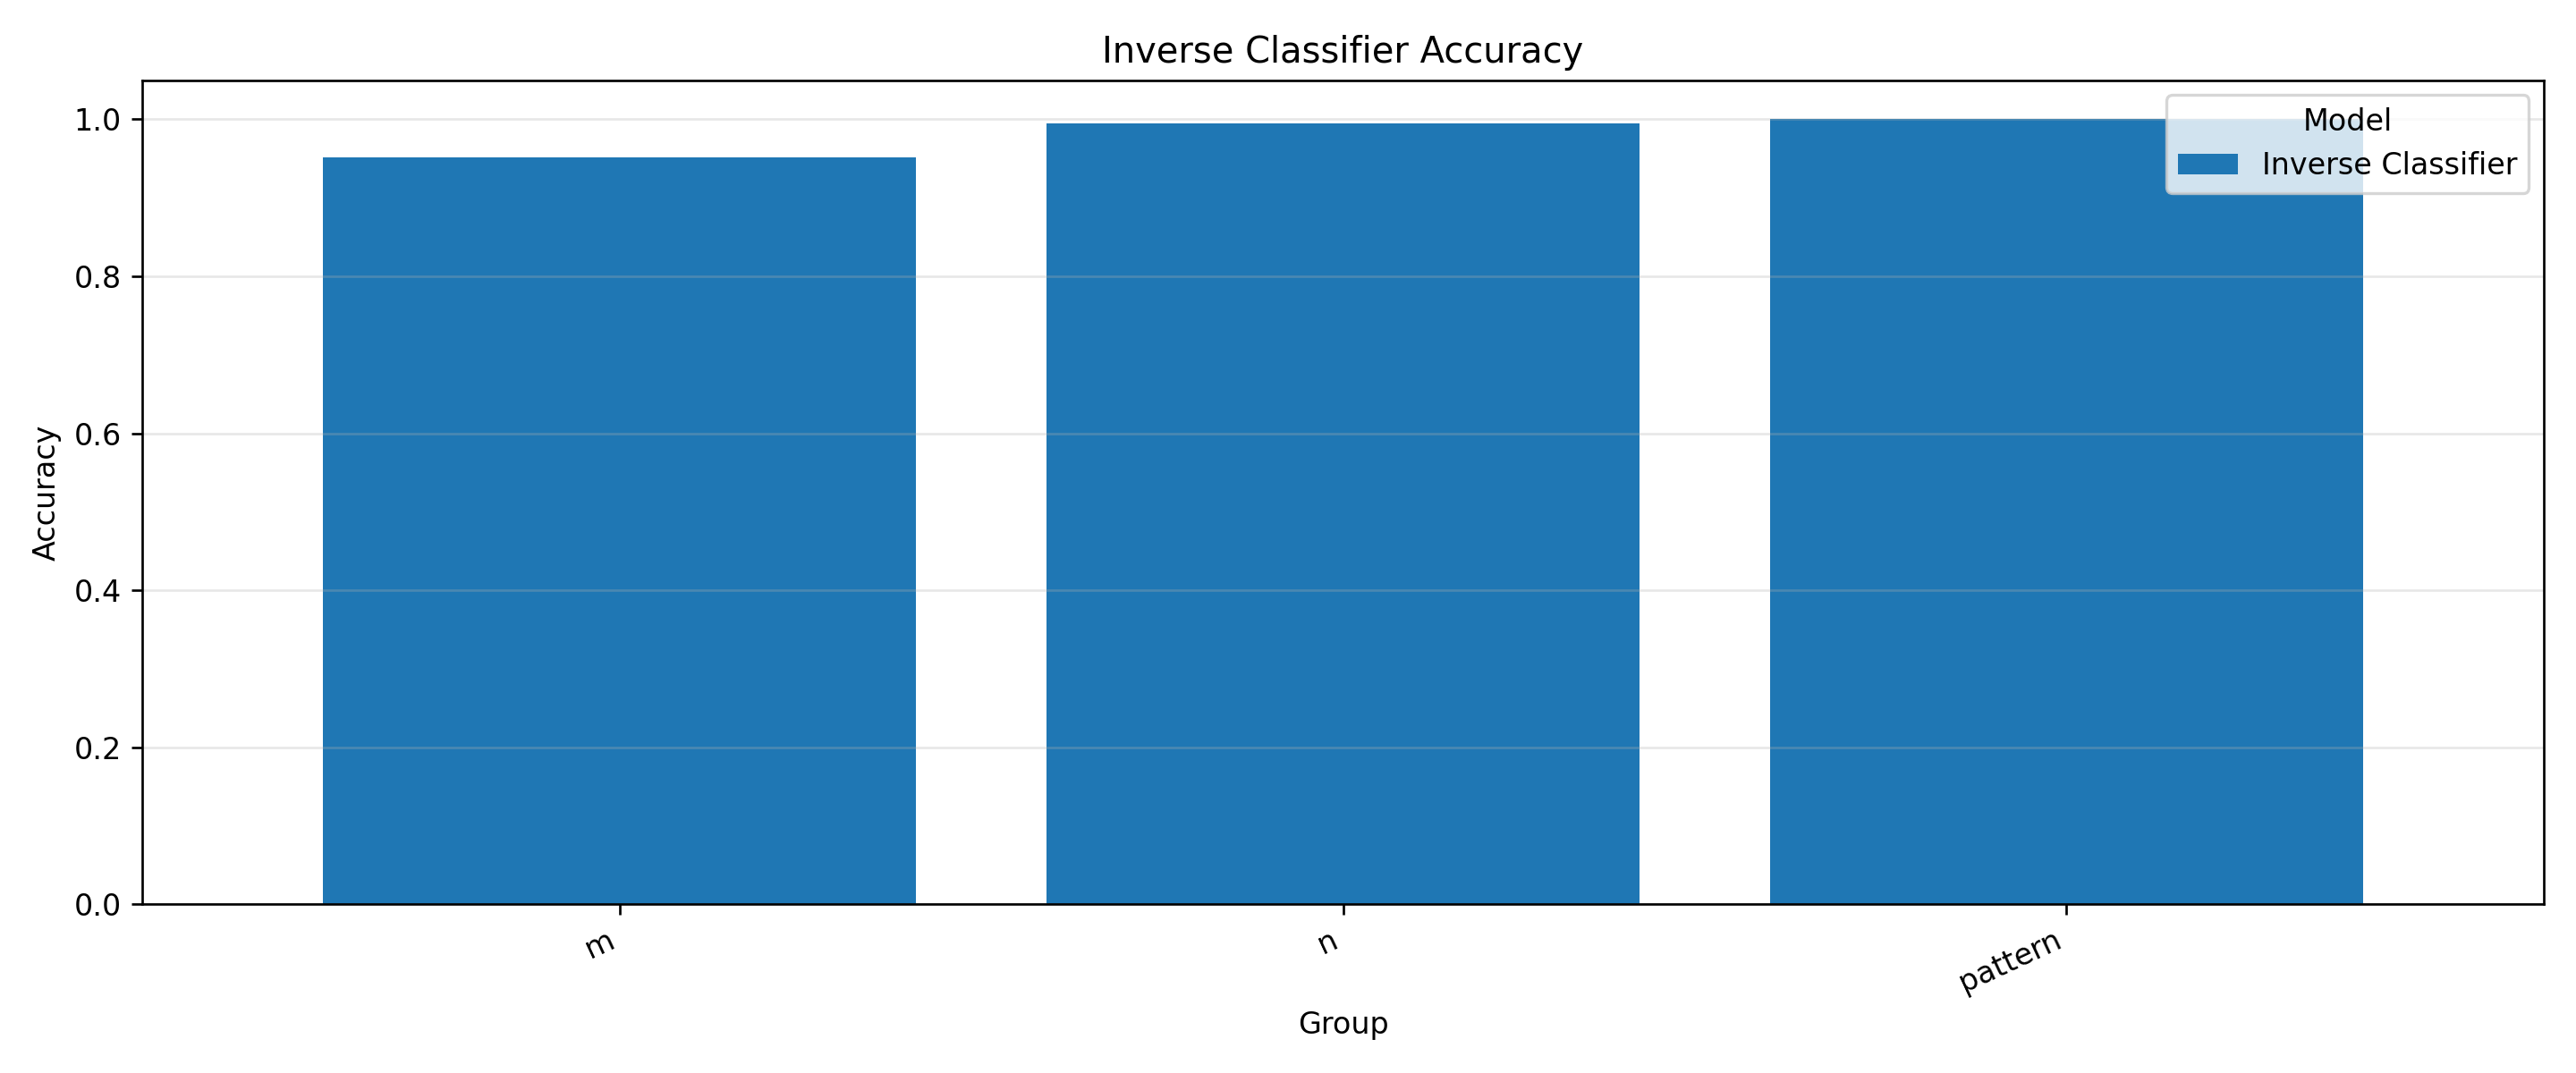 Inverse Classifier Accuracy
Model
Inverse Classifier
Accuracy
1.0
0.8
0.6
0.4
0.2
0.0
m
n
pattern
Group